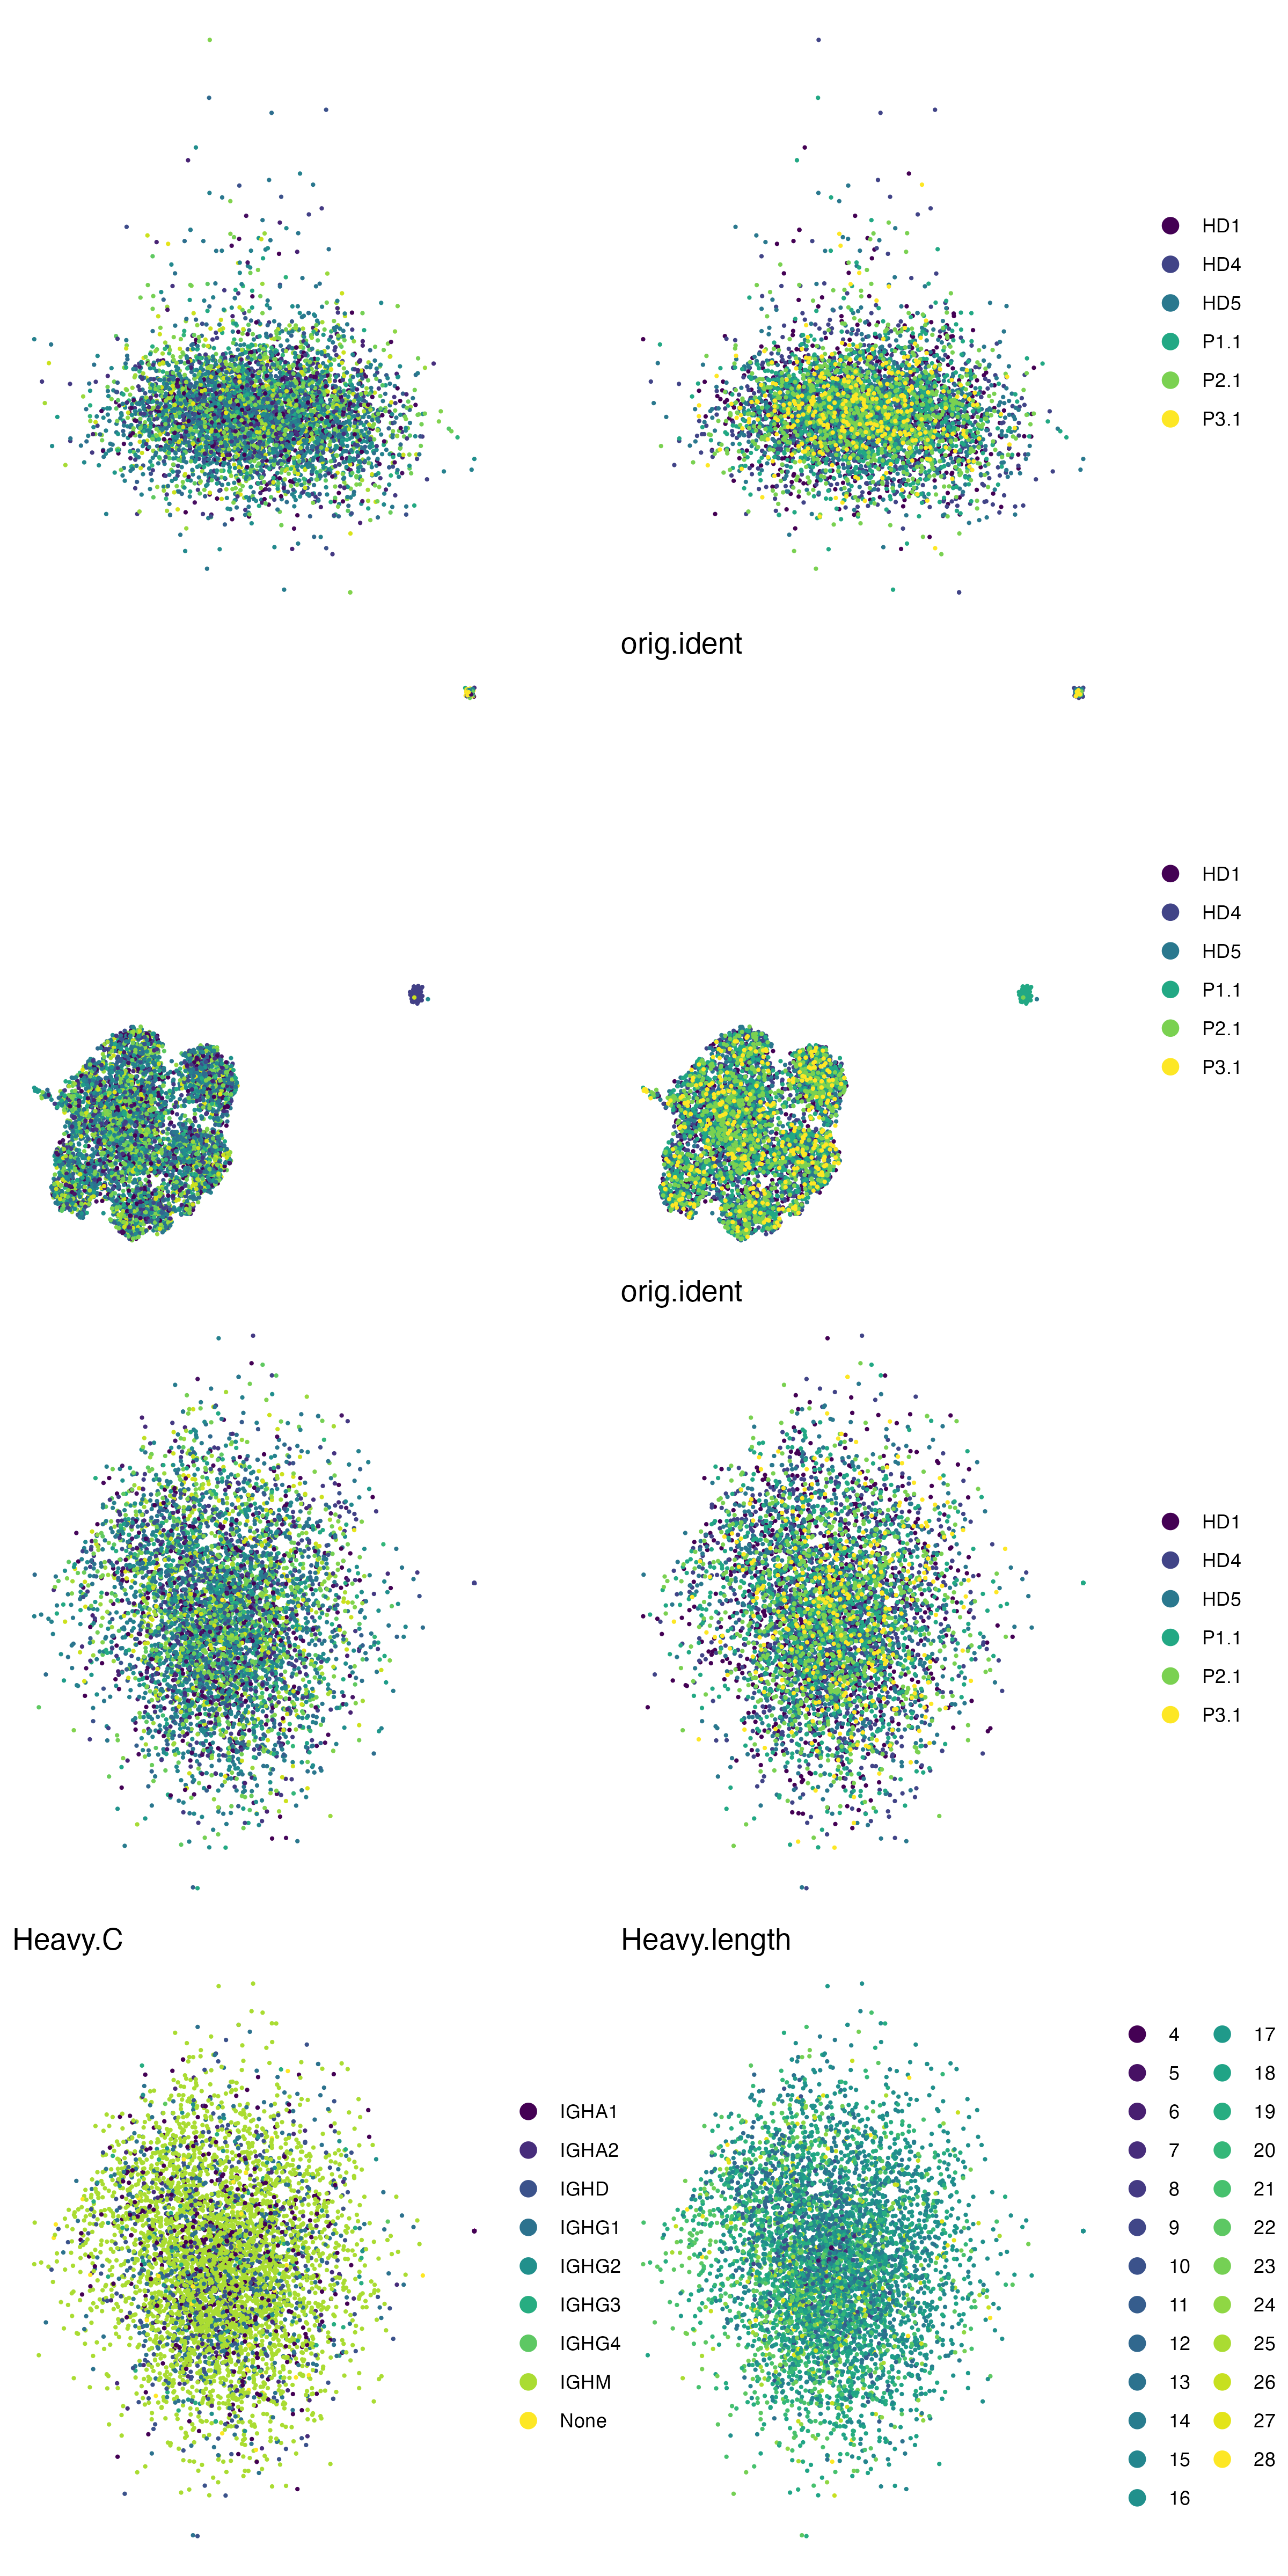 HD1
HD4
HD5
P1.1
P2.1
P3.1
orig.ident
HD1
HD4
HD5
P1.1
P2.1
P3.1
orig.ident
HD1
HD4
HD5
P1.1
P2.1
P3.1
Heavy.C
IGHA1
IGHA2
IGHD
IGHG1
IGHG2
IGHG3
IGHG4
IGHM
None
Heavy.length
4
5
6
7
8
9
10
11
12
13
14
15
16
17
18
19
20
21
22
23
24
25
26
27
28